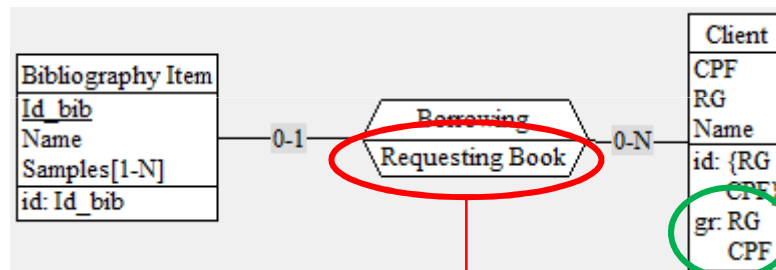 Bibliography Item
Id_bib
Name
Samples[1-N]
id: Id_bib
0-1
Borrowing
Requesting Book
0-N
Client
CPF
RG
Name
id: {RG
CPF}
gr: RG
CPF